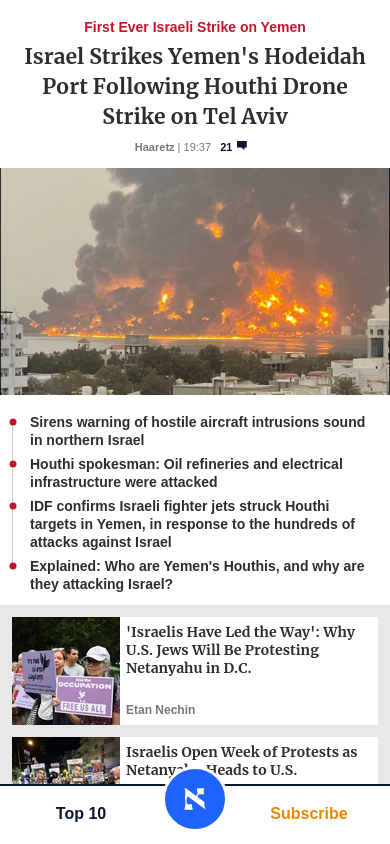 First Ever Israeli Strike on Yemen
Israel Strikes Yemen's Hodeidah
Port Following Houthi Drone
Strike on Tel Aviv
Haaretz | 19:37 21
Sirens warning of hostile aircraft intrusions sound
in northern Israel
Houthi spokesman: Oil refineries and electrical
infrastructure were attacked
IDF confirms Israeli fighter jets struck Houthi
targets in Yemen, in response to the hundreds of
attacks against Israel
Explained: Who are Yemen's Houthis, and why are
they attacking Israel?
'Israelis Have Led the Way': Why
U.S. Jews Will Be Protesting
Netanyahu in D.C.
Etan Nechin
OCCUPATION
FREE US ALL
Israelis Open Week of Protests as
Heads to U.S.
Top 10
Subscribe